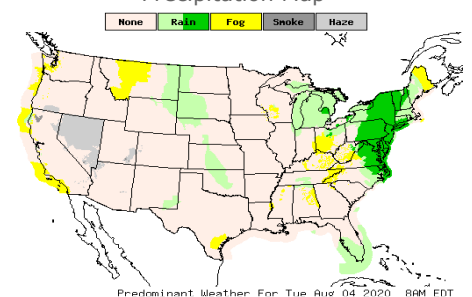 Precipitation Map
None Rain Fog Smoke Haze
Predominant Weather For Tue Aug 04 2020 8AM EDT